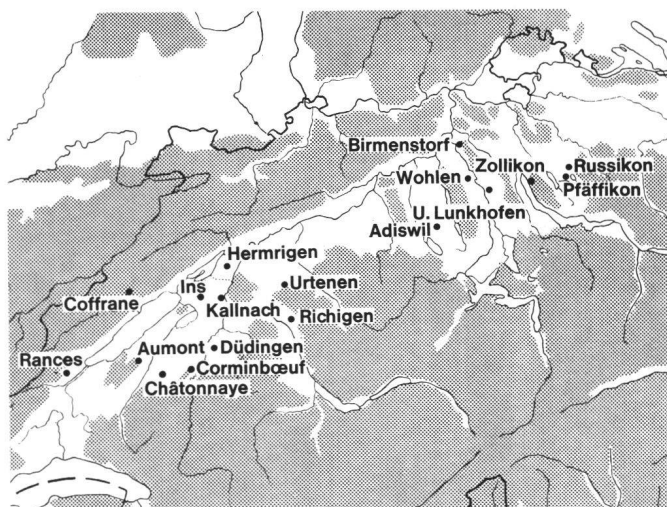 Birmenstorf
Zollikon
Russikon
Wohlen
Pfäffikon
U. Lunkhofen
Adiswil
Hermrigen
Ins
Urtenen
Coffrane
Kallnach
Richigen
Rances
Aumont
Düdingen
Corminbœuf
Châtonnaye